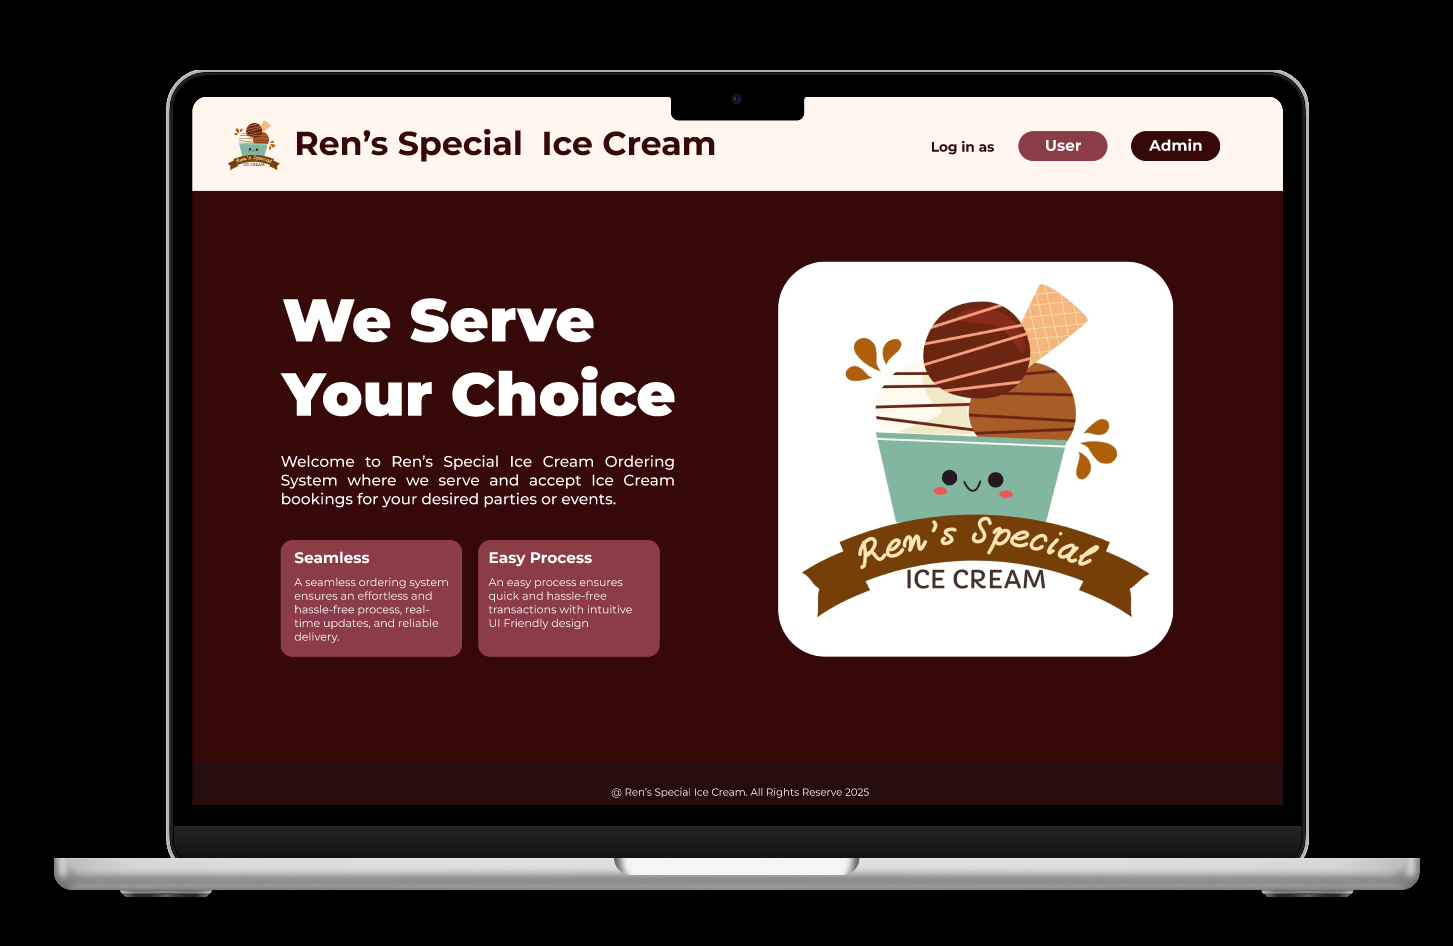 Ren's Special
ICE CREAM
Ren’s Special  Ice Cream
Log in as
User
Admin
We Serve
Your Choice
Welcome to Ren’s Special Ice Cream Ordering
System where we serve and accept Ice Cream
bookings for your desired parties or events.
Seamless
A seamless ordering system
ensures an effortless and
hassle-free process, real-
time updates, and reliable
delivery.
Easy Process
An easy process ensures
quick and hassle-free
transactions with intuitive
UI Friendly design
Ren's Special
ICE CREAM
@ Ren’s Special Ice Cream. All Rights Reserve 2025